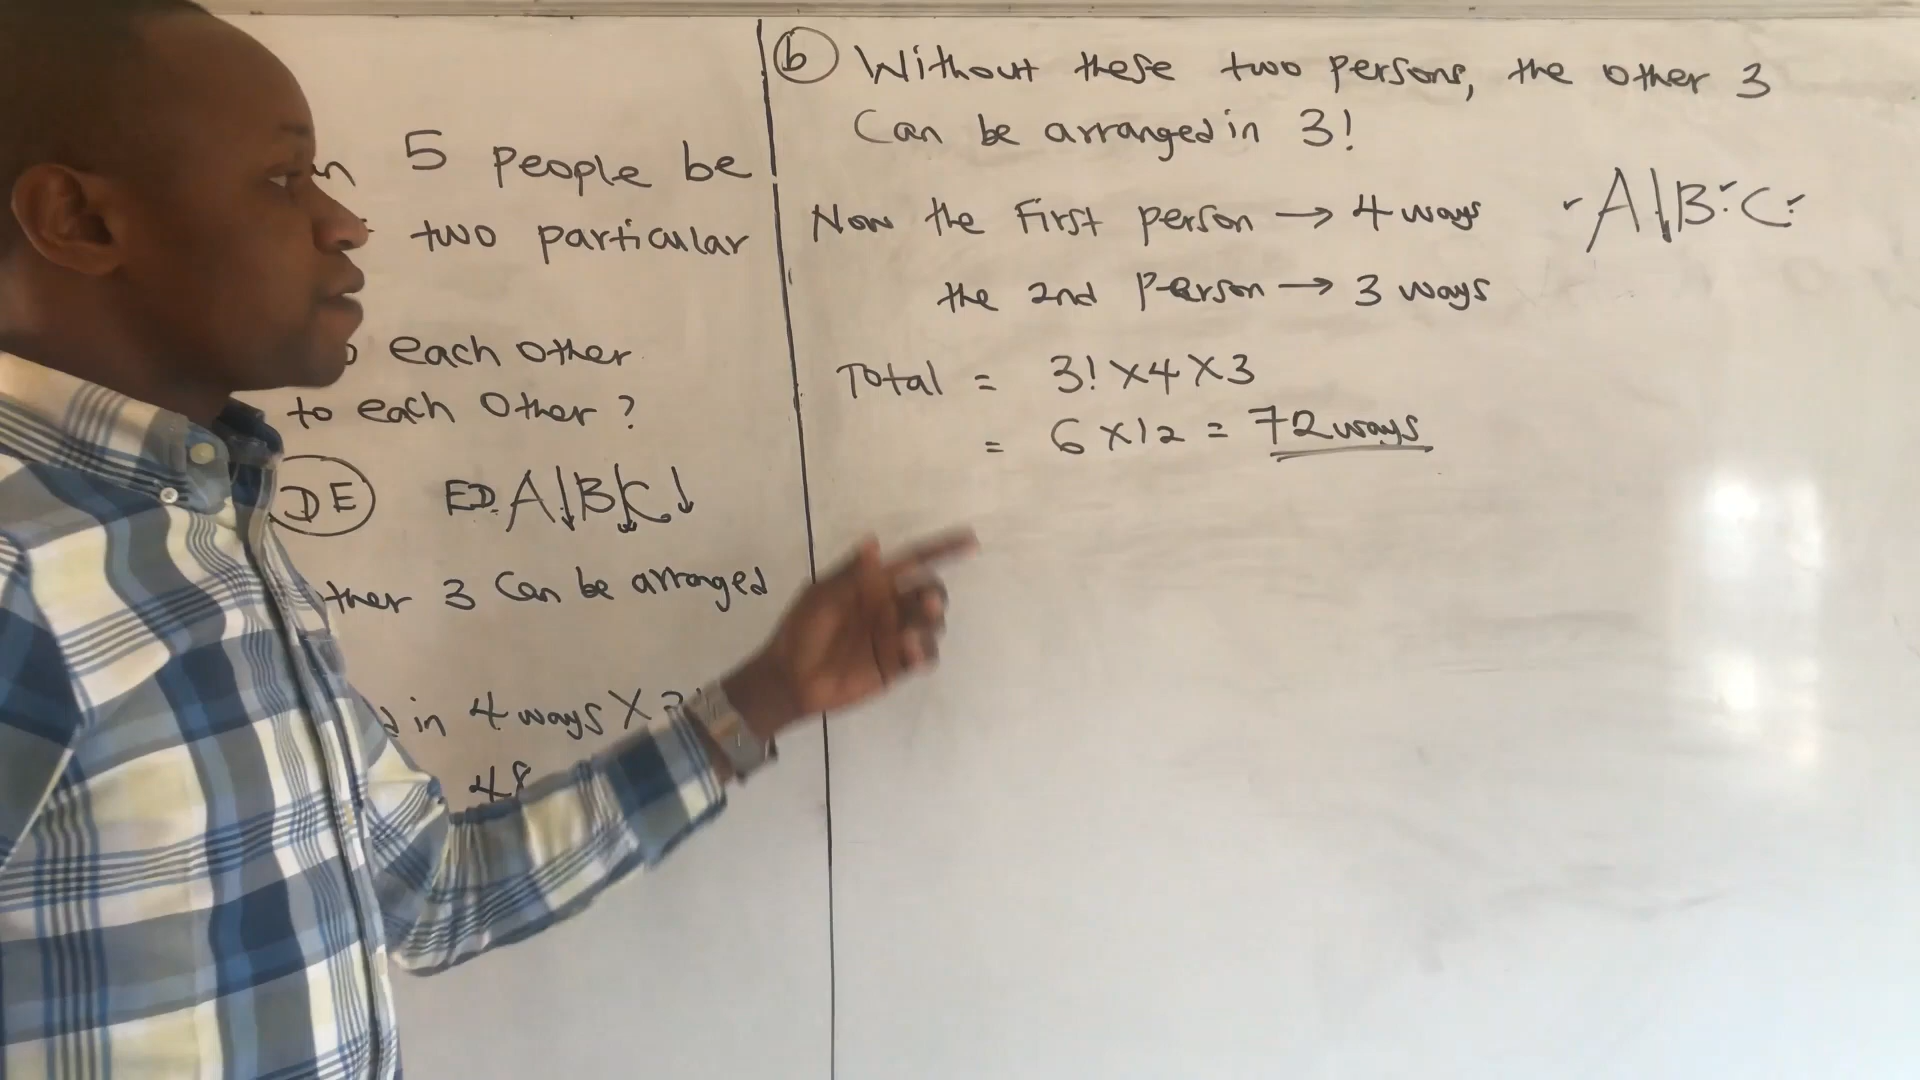 5 people be
two particular
each other
to each other ?
DE ED A B C
ther 3 can be arranged
in 4 ways X
48
b Without these two persons, the other 3
Can be arranged in 3!
Now the first person → 4 ways A B C
the 2nd person → 3 ways
Total = 3! X 4 X 3
= 6 X 12 = 72 ways